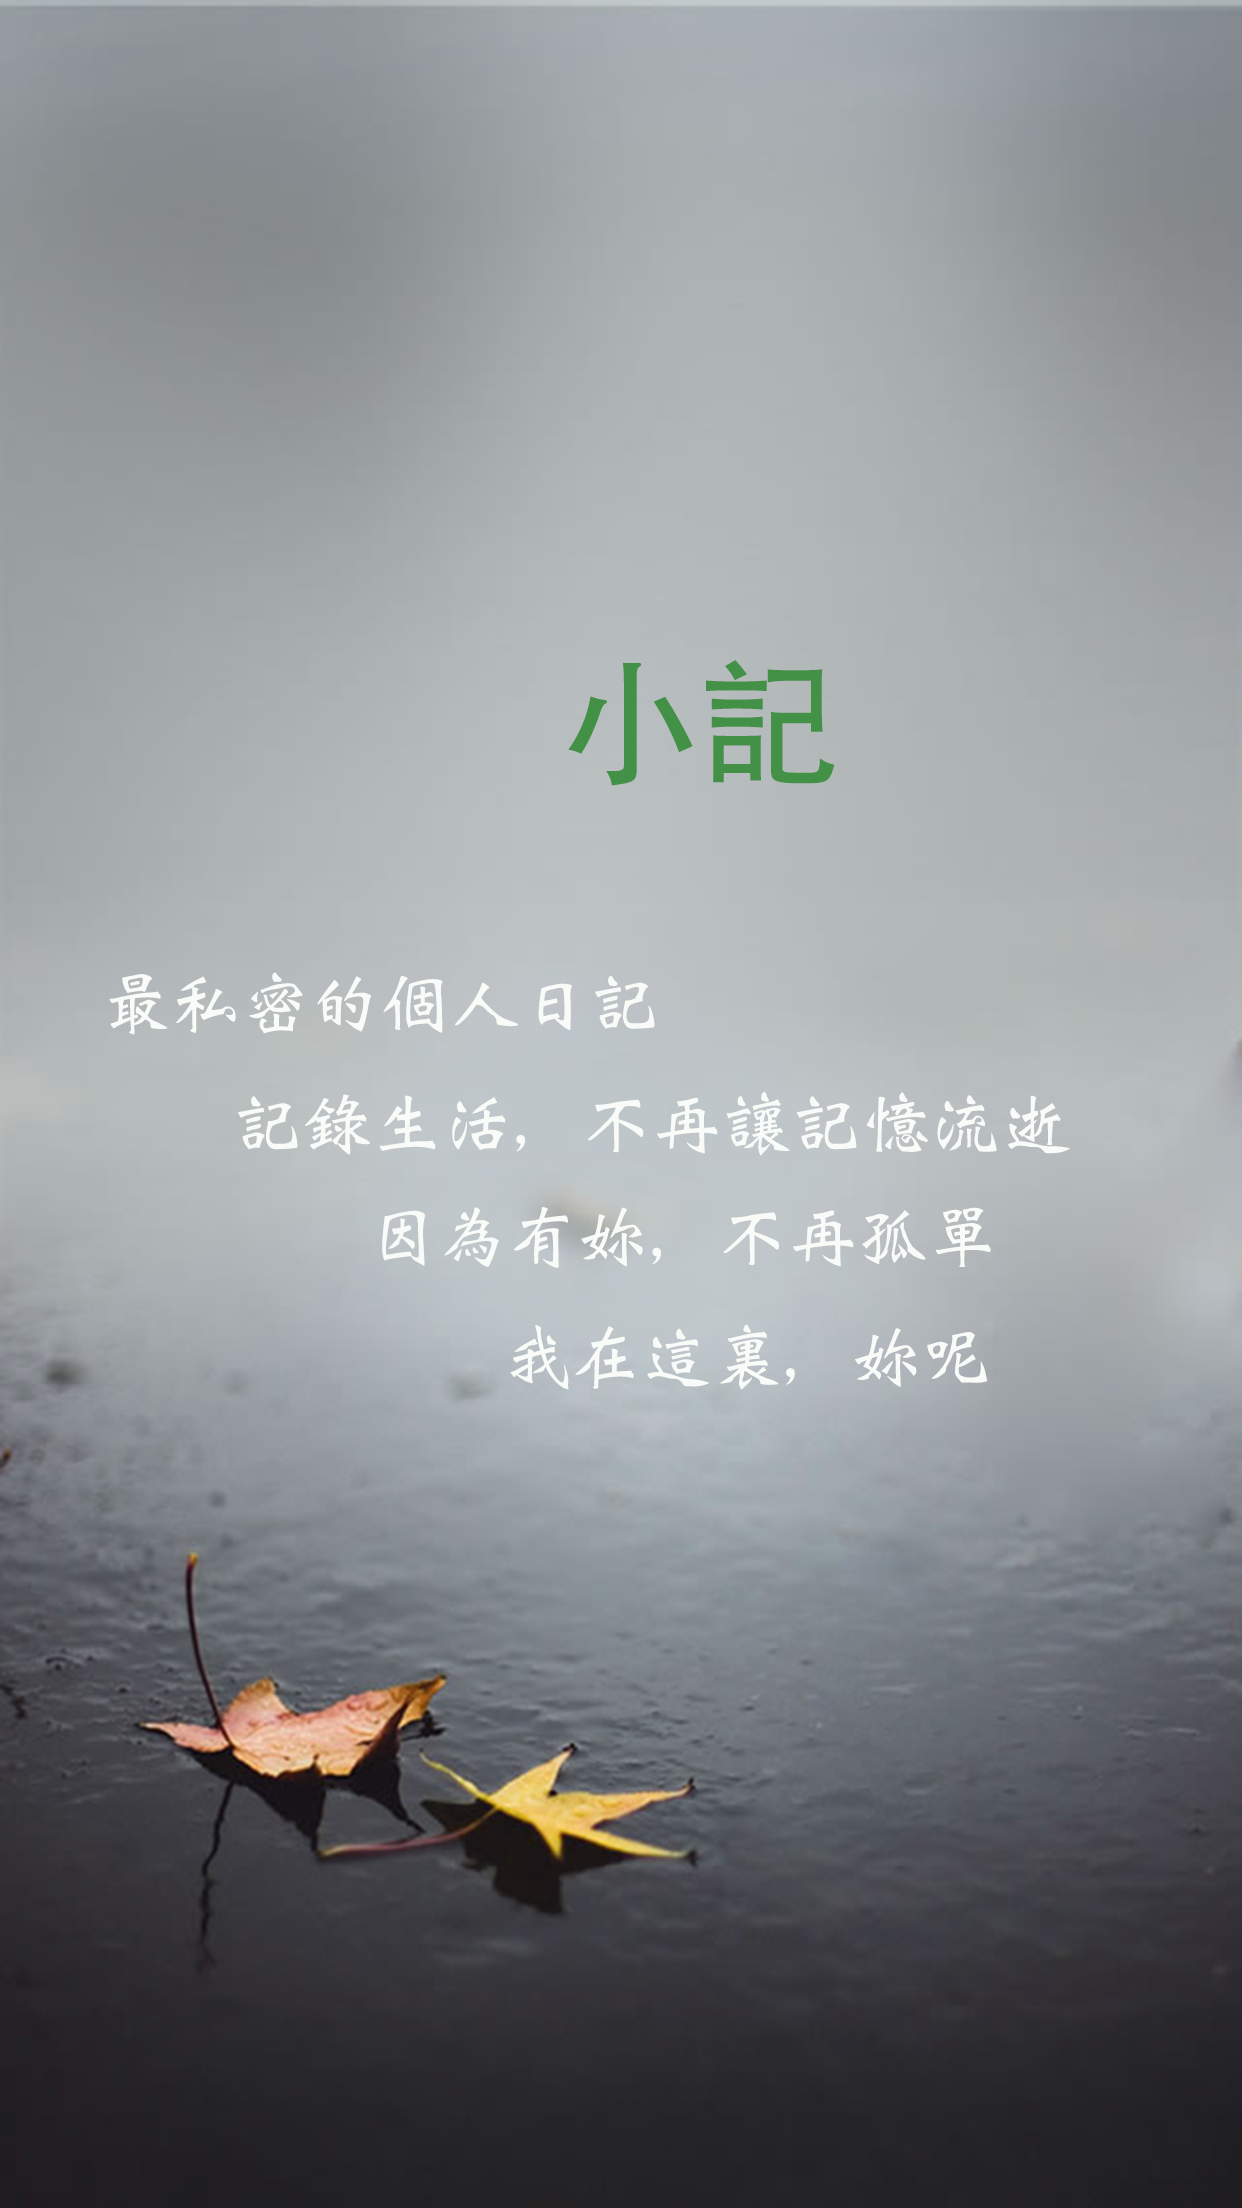 小記
最私密的個人日記
記錄生活，不再讓記憶流逝
因為有妳，不再孤單
我在這裏，妳呢